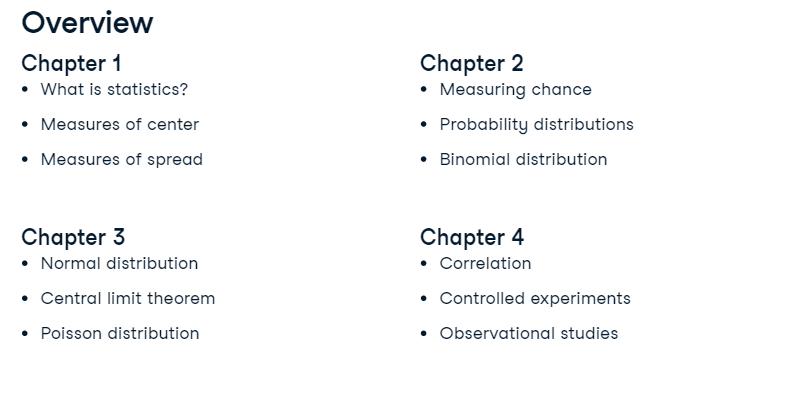 Overview
Chapter 1
• What is statistics?
• Measures of center
• Measures of spread
Chapter 2
• Measuring chance
• Probability distributions
• Binomial distribution
Chapter 3
• Normal distribution
• Central limit theorem
• Poisson distribution
Chapter 4
• Correlation
• Controlled experiments
• Observational studies